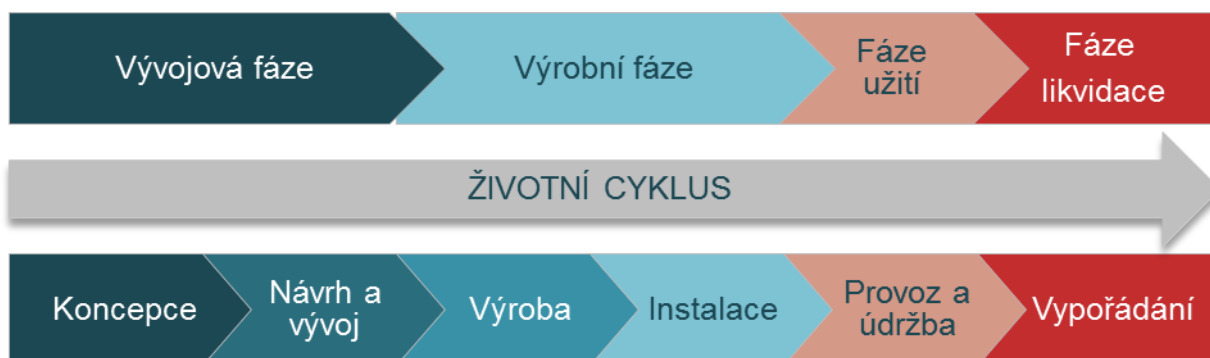 Vývojová fáze
Výrobní fáze
Fáze
užití
Fáze
likvidace
ŽIVOTNÍ CYKLUS
Koncepce
Návrh a
vývoj
Výroba
Instalace
Provoz a
údržba
Vypořádání